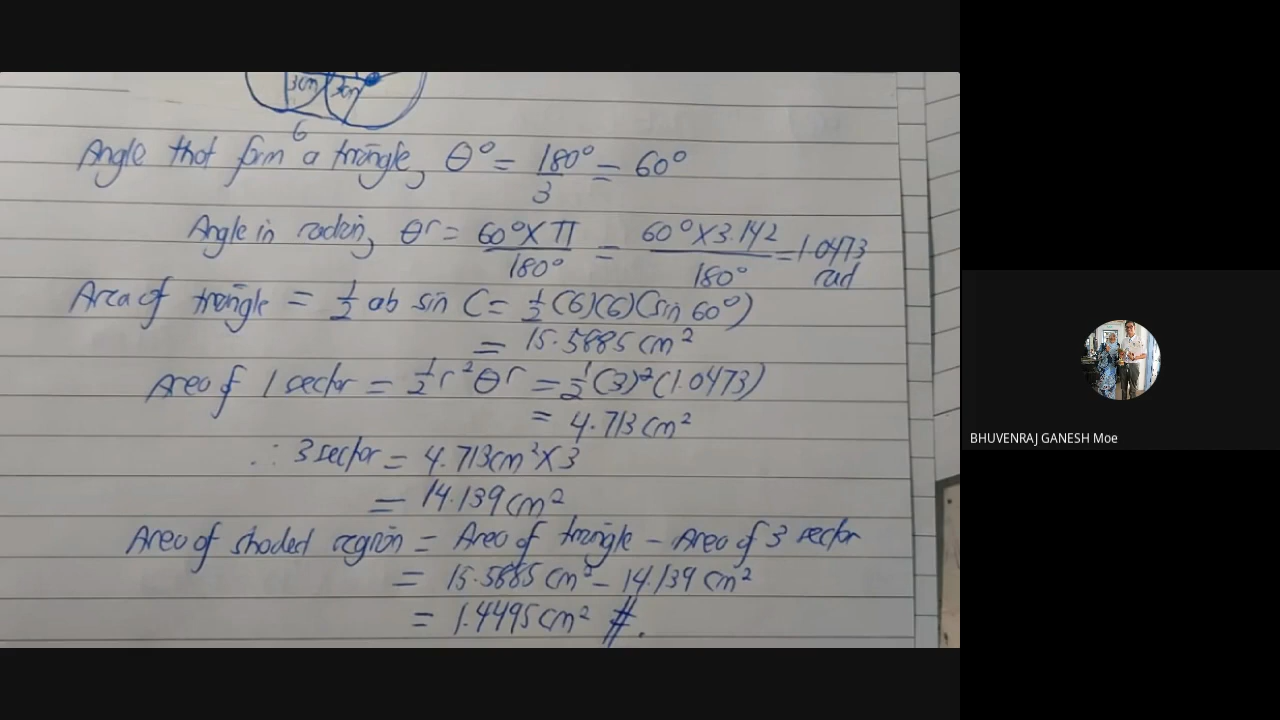 3cm 3cm
6
Angle that form a triangle, θ° = 180°/3 = 60°
Angle in radian, θr = 60° × π/180° = 60° × 3.142/180° = 1.0473 rad
Area of triangle = 1/2 ab sin C = 1/2 (6)(6)(sin 60°)
= 15.5885 cm²
Area of 1 sector = 1/2 r² θr = 1/2 (3)² (1.0473)
= 4.713 cm²
∴ 3 sector = 4.713cm² × 3
= 14.139 cm²
Area of shaded region = Area of triangle - Area of 3 sector
= 15.5885 cm² - 14.139 cm²
= 1.4495 cm² #.
BHUVENRAJ GANESH Moe